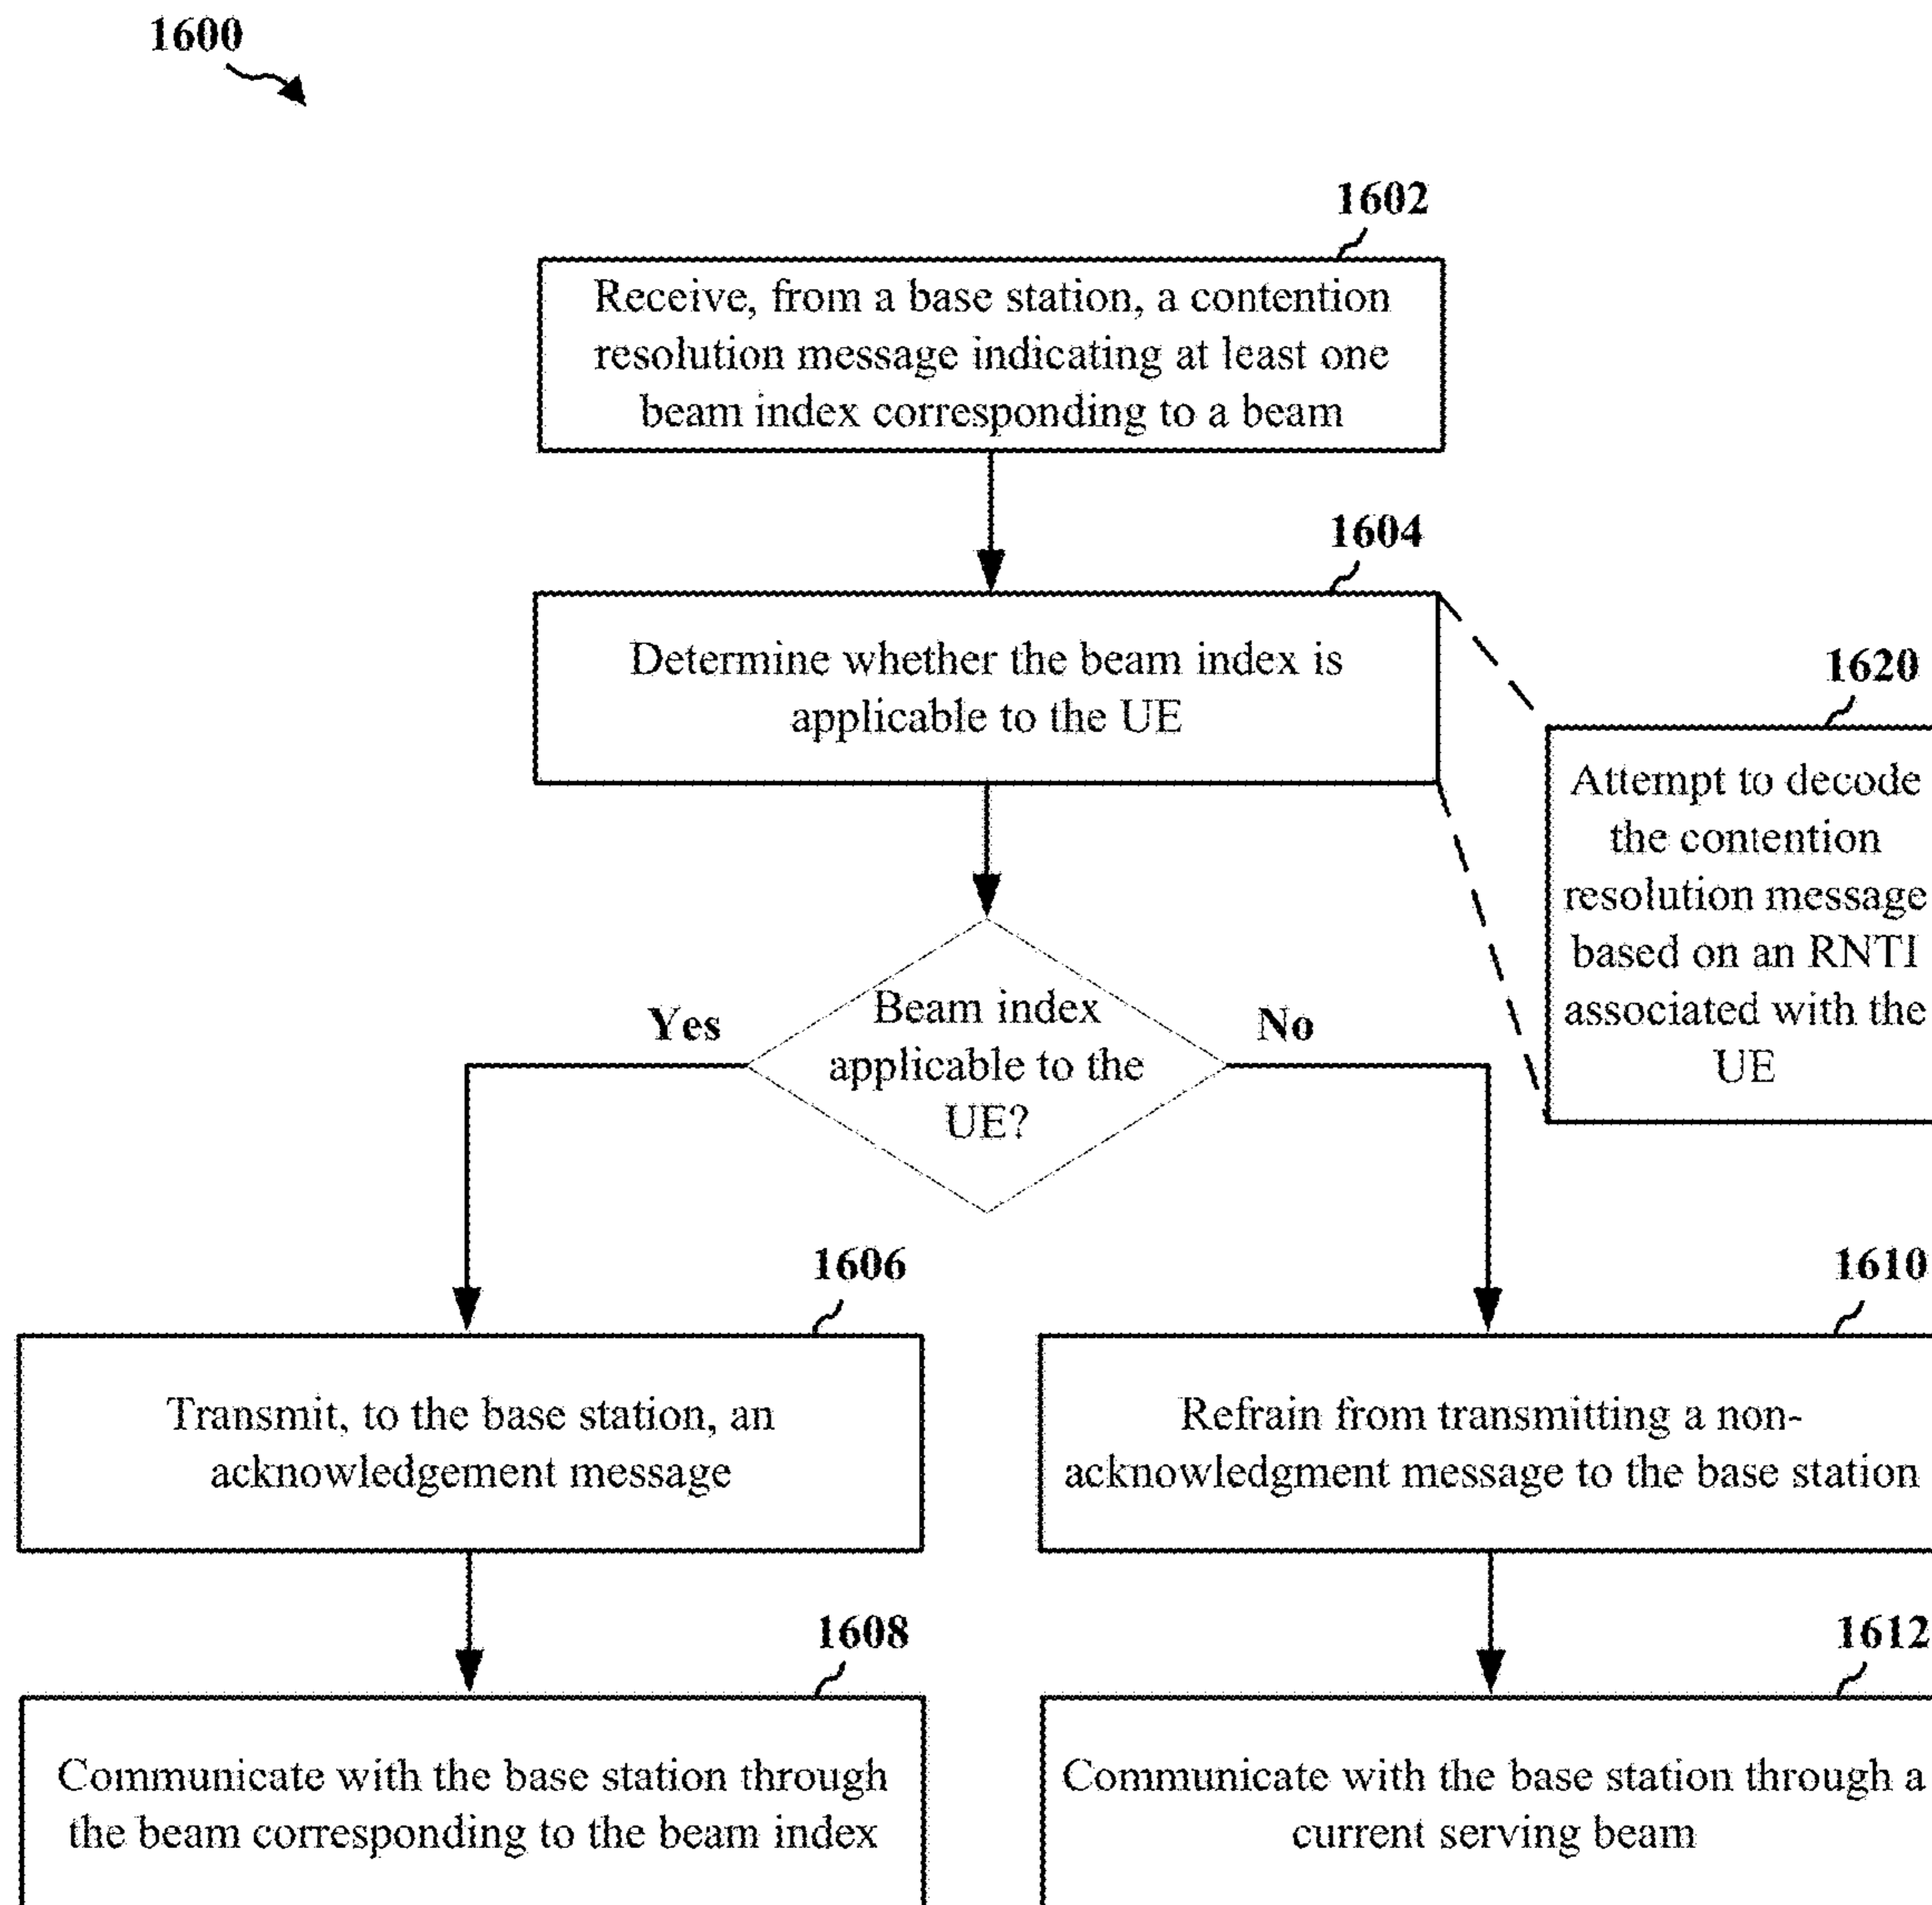 1600
1602
Receive, from a base station, a contention
resolution message indicating at least one
beam index corresponding to a beam
1604
Determine whether the beam index is
applicable to the UE
1620
Attempt to decode
the contention
resolution message
based on an RNTI
associated with the
UE
Yes
Beam index
applicable to the
UE?
No
1606
Transmit, to the base station, an
acknowledgement message
1610
Refrain from transmitting a non-
acknowledgment message to the base station
1608
Communicate with the base station through
the beam corresponding to the beam index
1612
Communicate with the base station through a
current serving beam